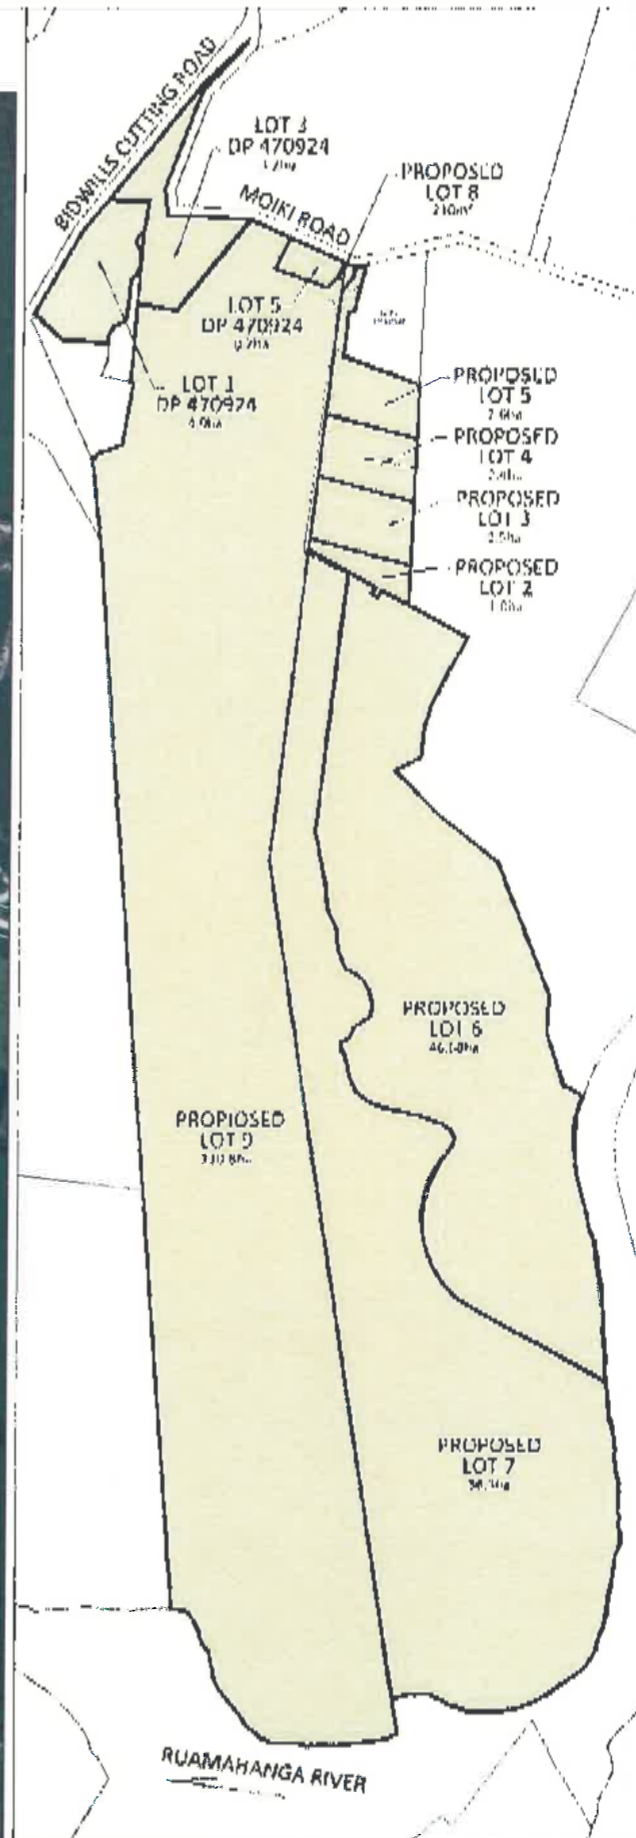 BIDWILLS CUTTING ROAD
LOT 3
DP 470924
MOIKI ROAD
PROPOSED
LOT 8
LOT 5
DP 470924
LOT 1
DP 470924
PROPOSED
LOT 5
PROPOSED
LOT 4
PROPOSED
LOT 3
PROPOSED
LOT 2
PROPOSED
LOT 6
PROPOSED
LOT 9
PROPOSED
LOT 7
RUAMAHANGA RIVER